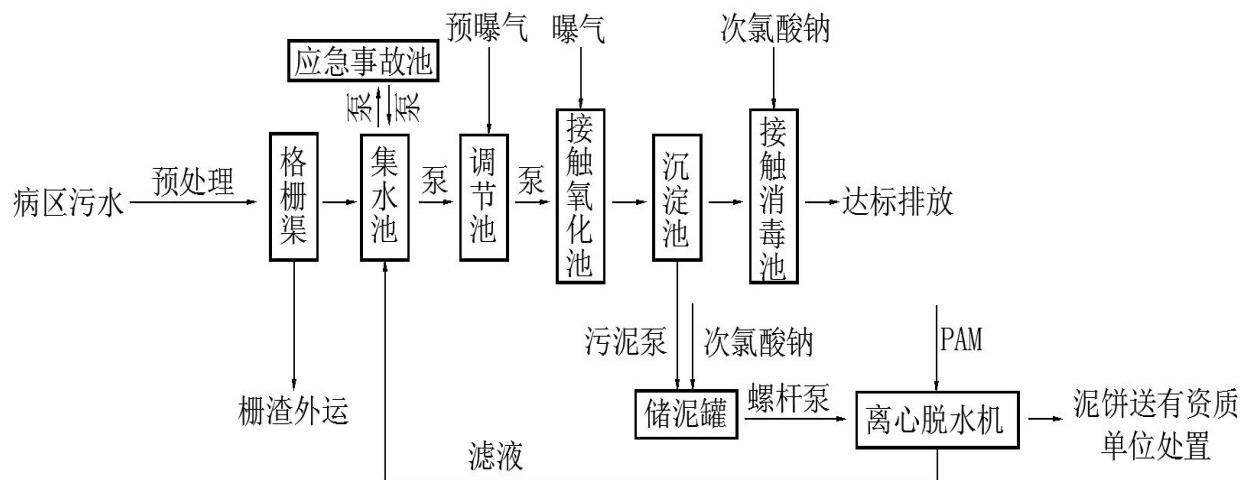 预曝气
曝气
次氯酸钠
应急事故池
泵
泵
病区污水
预处理
格栅渠
集水池
泵
调节池
泵
接触氧化池
沉淀池
接触消毒池
达标排放
污泥泵
次氯酸钠
PAM
栅渣外运
储泥罐
螺杆泵
离心脱水机
泥饼送有资质
单位处置
滤液